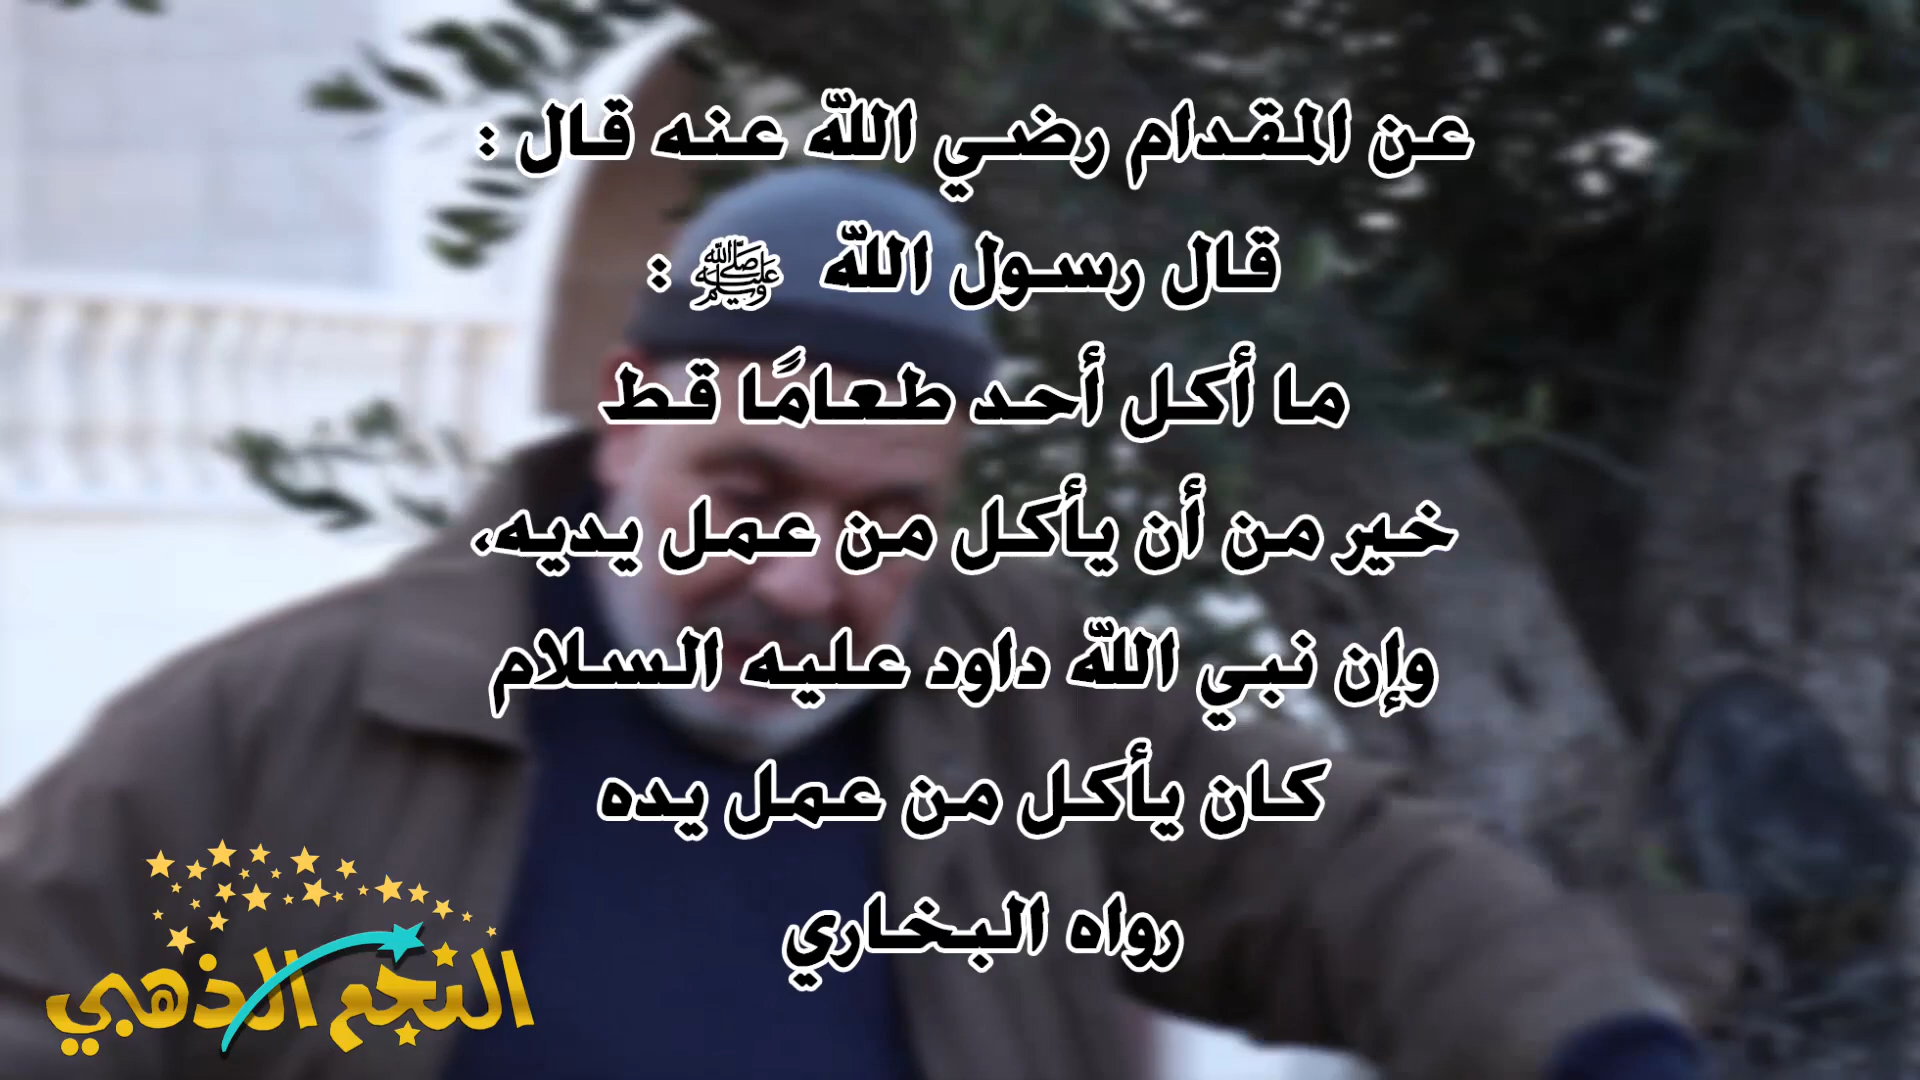 عن المقدام رضي الله عنه قال :
قال رسول الله ﷺ :
ما أكل أحد طعامًا قط
خير من أن يأكل من عمل يديه،
وإن نبي الله داود عليه السلام
كان يأكل من عمل يده
رواه البخاري
النجم الذهبي